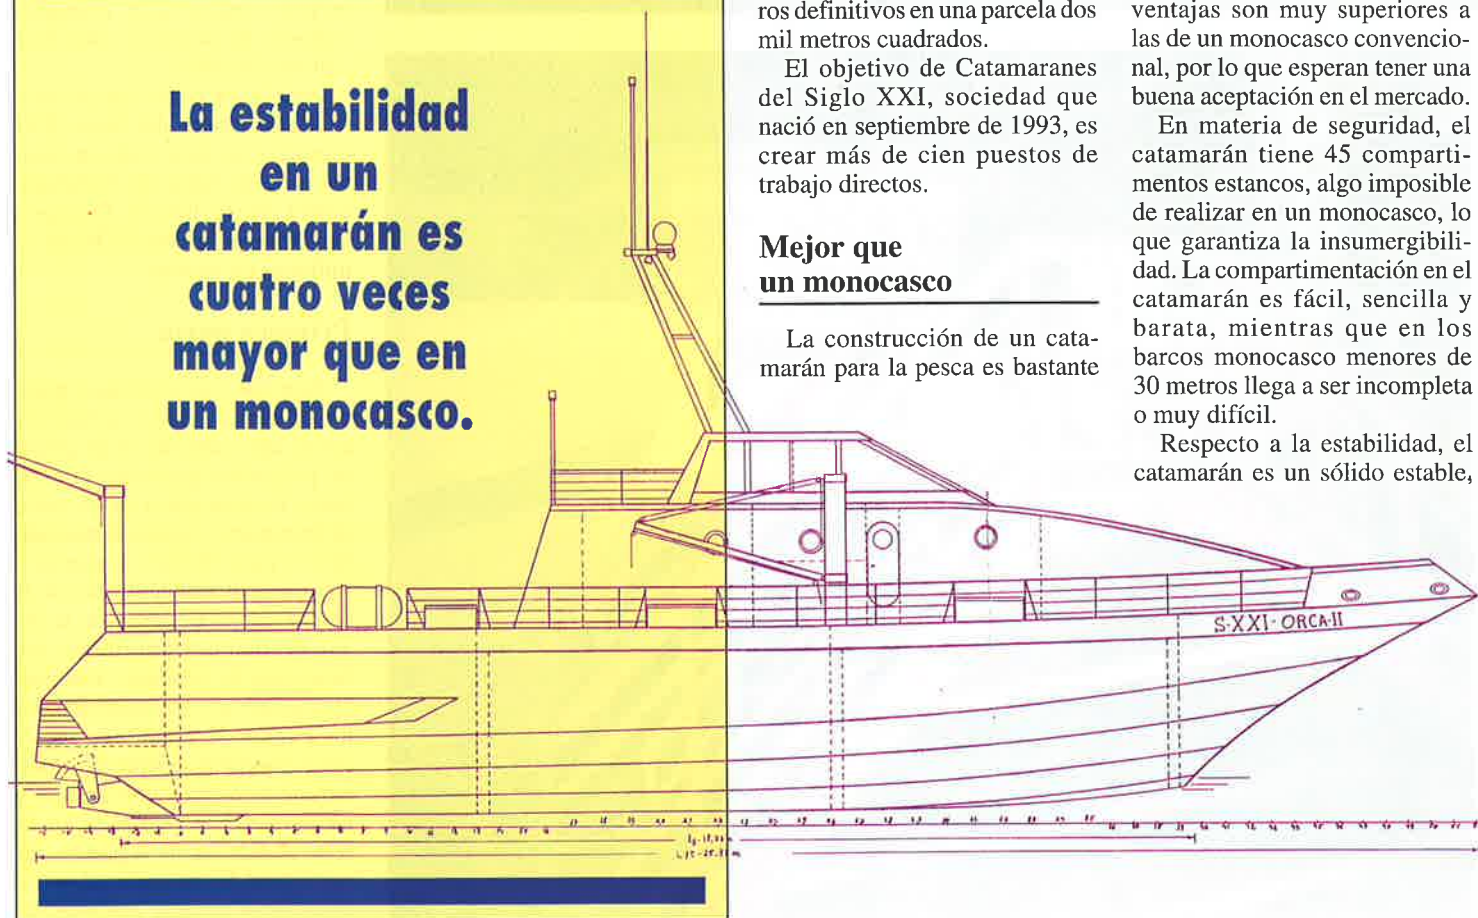 La estabilidad
en un
catamarán es
cuatro veces
mayor que en
un monocasco.
ros definitivos en una parcela dos
mil metros cuadrados.
El objetivo de Catamaranes
del Siglo XXI, sociedad que
nació en septiembre de 1993, es
crear más de cien puestos de
trabajo directos.
Mejor que
un monocasco
La construcción de un cata-
marán para la pesca es bastante
ventajas son muy superiores a
las de un monocasco convencio-
nal, por lo que esperan tener una
buena aceptación en el mercado.
En materia de seguridad, el
catamarán tiene 45 comparti-
mentos estancos, algo imposible
de realizar en un monocasco, lo
que garantiza la insumergibili-
dad. La compartimentación en el
catamarán es fácil, sencilla y
barata, mientras que en los
barcos monocasco menores de
30 metros llega a ser incompleta
o muy difícil.
Respecto a la estabilidad, el
catamarán es un sólido estable,
S-XXI-ORCA-II